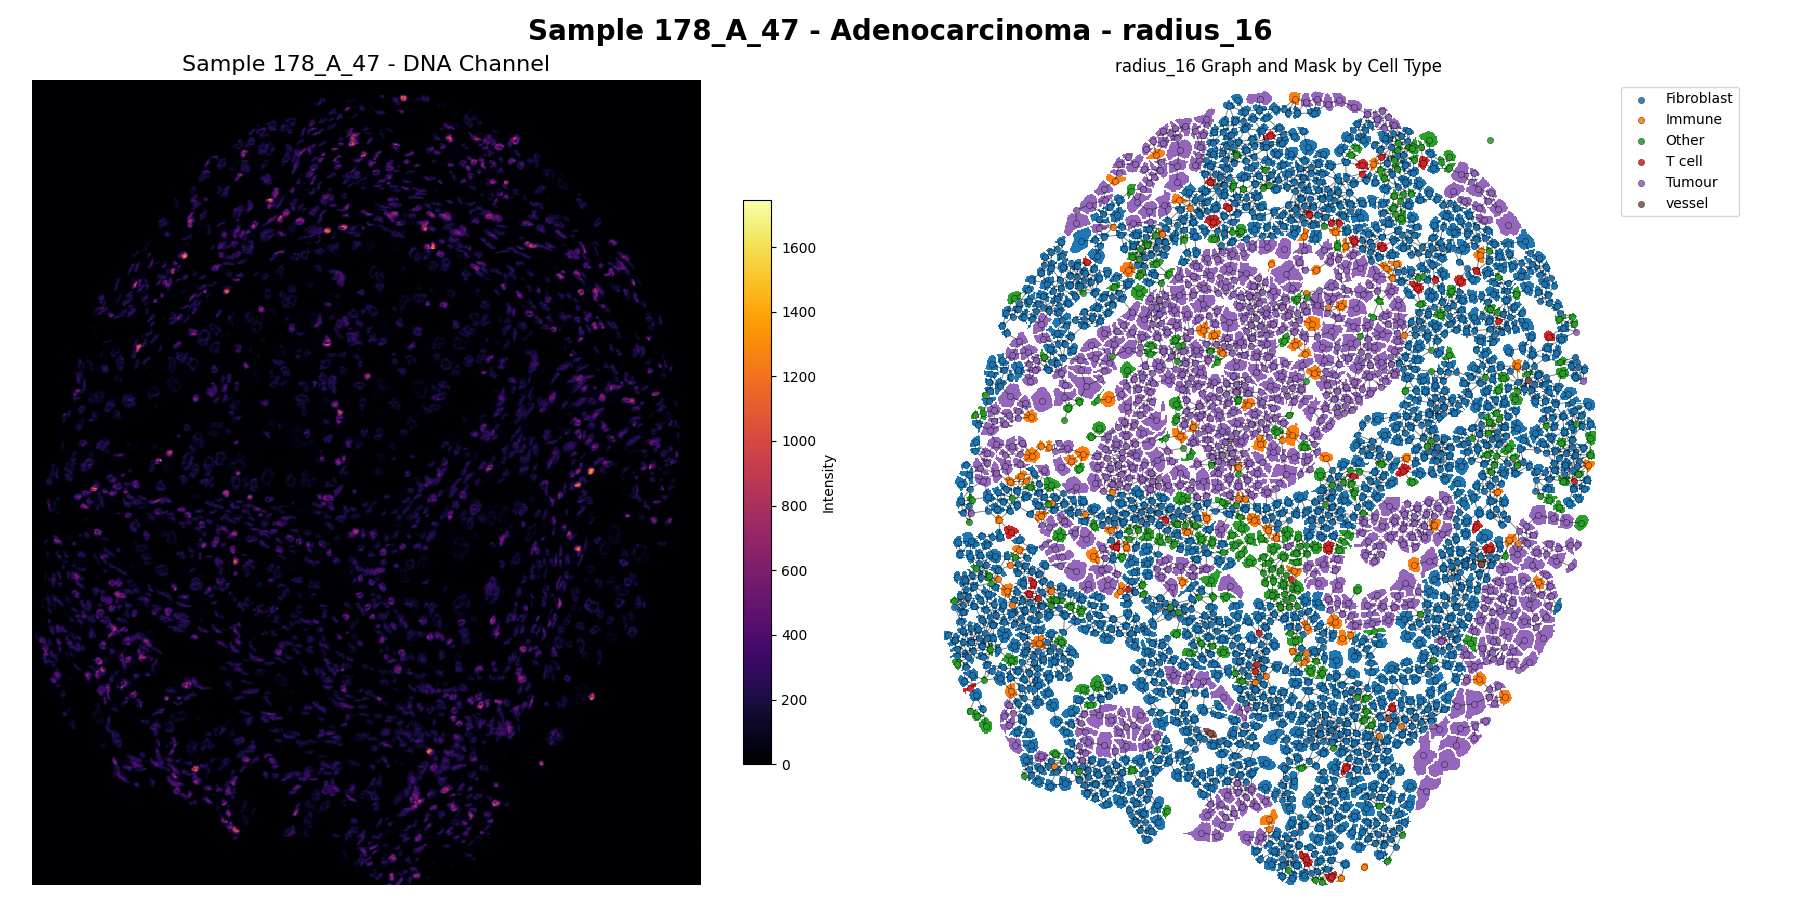 Sample 178_A_47 - Adenocarcinoma - radius_16
Sample 178_A_47 - DNA Channel
radius_16 Graph and Mask by Cell Type
Fibroblast
Immune
Other
T cell
Tumour
vessel
1600
1400
1200
1000
800
600
400
200
0
Intensity